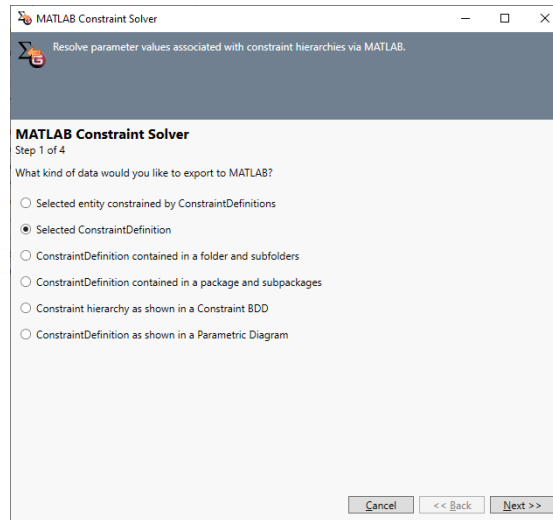 MATLAB Constraint Solver
Resolve parameter values associated with constraint hierarchies via MATLAB.
MATLAB Constraint Solver
Step 1 of 4
What kind of data would you like to export to MATLAB?
Selected entity constrained by ConstraintDefinitions
Selected ConstraintDefinition
ConstraintDefinition contained in a folder and subfolders
ConstraintDefinition contained in a package and subpackages
Constraint hierarchy as shown in a Constraint BDD
ConstraintDefinition as shown in a Parametric Diagram
Cancel << Back Next >>